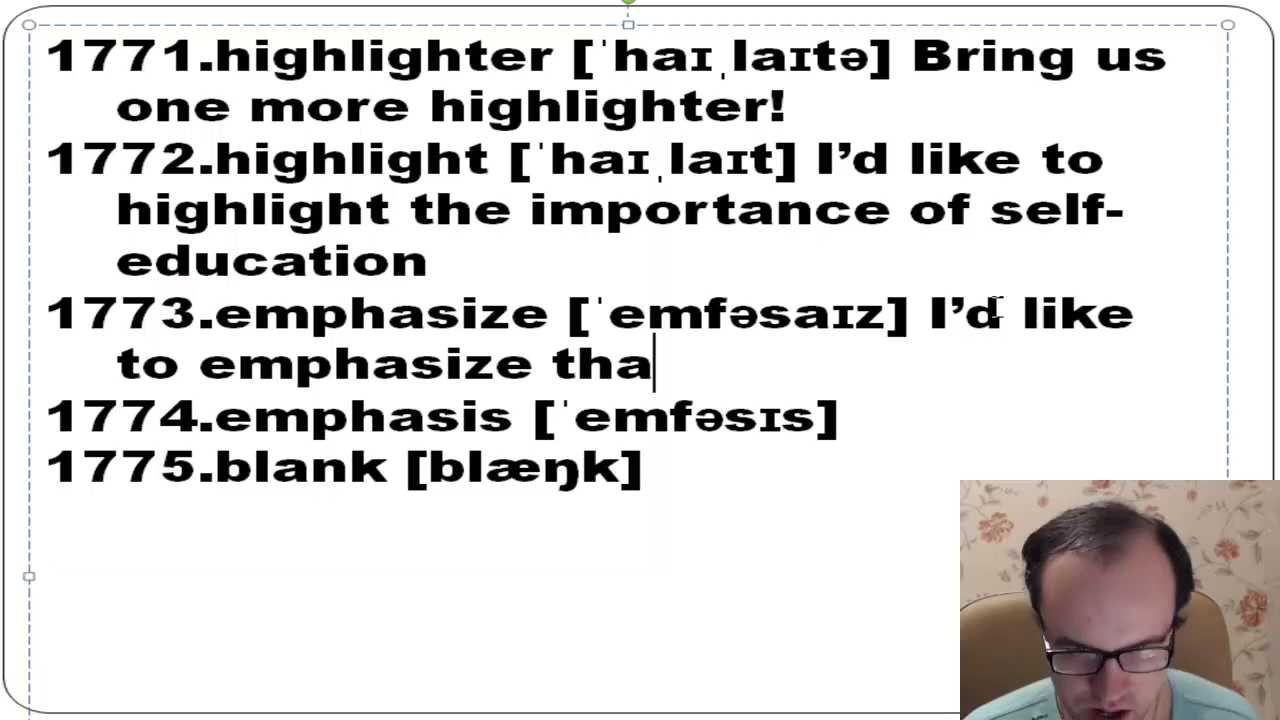 1771.highlighter [ˈhaɪˌlaɪtə] Bring us
one more highlighter!
1772.highlight [ˈhaɪˌlaɪt] I’d like to
highlight the importance of self-
education
1773.emphasize [ˈemfəsaɪz] I’d like
to emphasize tha
1774.emphasis [ˈemfəsɪs]
1775.blank [blæŋk]